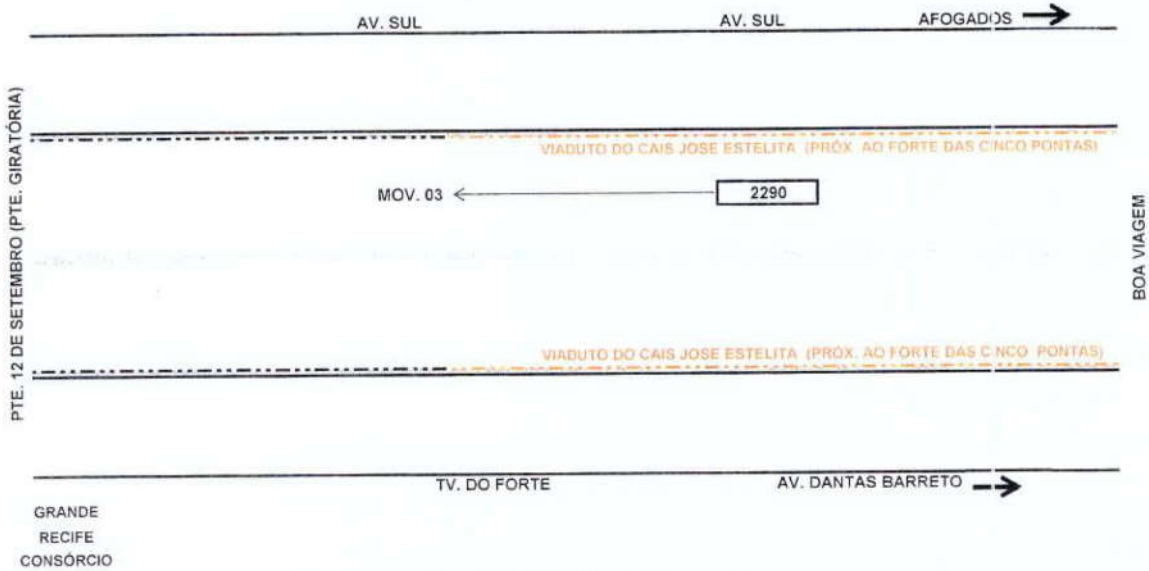 AV. SUL AV. SUL AFOGADOS
PTE. 12 DE SETEMBRO (PTE. GIRATÓRIA)
VIADUTO DO CAIS JOSE ESTELITA (PRÓX. AO FORTE DAS CINCO PONTAS)
MOV. 03 2290
BOA VIAGEM
VIADUTO DO CAIS JOSE ESTELITA (PRÓX. AO FORTE DAS CINCO PONTAS)
TV. DO FORTE AV. DANTAS BARRETO
GRANDE
RECIFE
CONSÓRCIO